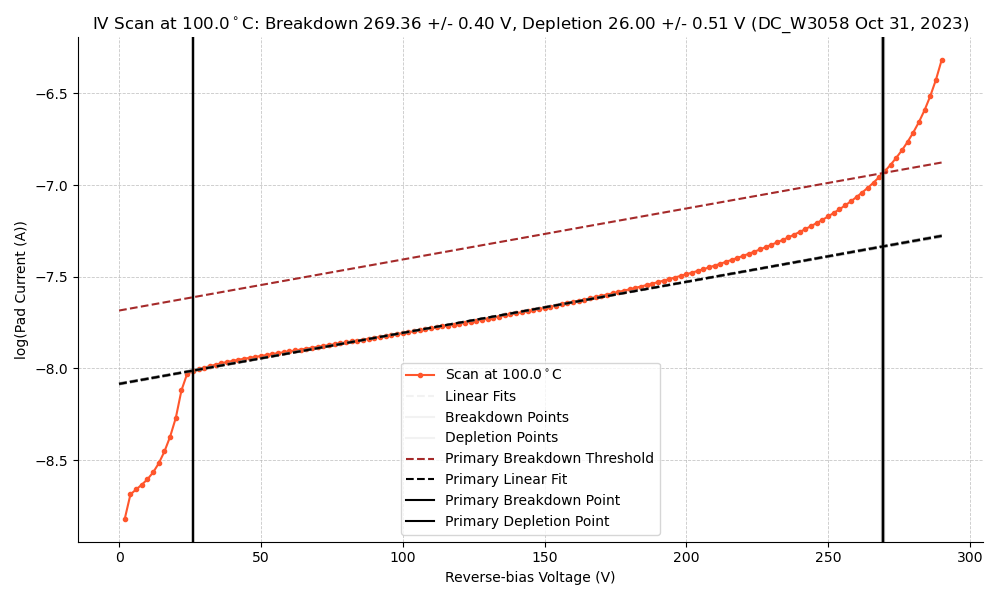 IV Scan at 100.0°C: Breakdown 269.36 +/- 0.40 V, Depletion 26.00 +/- 0.51 V (DC_W3058 Oct 31, 2023)
log(Pad Current (A))
−6.5
−7.0
−7.5
−8.0
−8.5
Scan at 100.0°C
Linear Fits
Breakdown Points
Depletion Points
Primary Breakdown Threshold
Primary Linear Fit
Primary Breakdown Point
Primary Depletion Point
0 50 100 150 200 250 300
Reverse-bias Voltage (V)